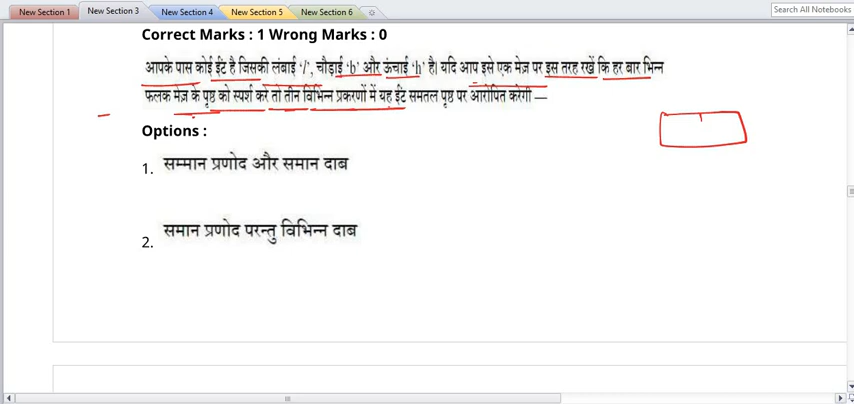 New Section 1 New Section 3 New Section 4 New Section 5 New Section 6 Search All Notebooks
Correct Marks : 1 Wrong Marks : 0
आपके पास कोई ईंट है जिसकी लंबाई ‘l’, चौड़ाई ‘b’ और ऊंचाई ‘h’ है। यदि आप इसे एक मेज़ पर इस तरह रखें कि हर बार भिन्न
फलक मेज़ के पृष्ठ को स्पर्श करे तो तीन विभिन्न प्रकरणों में यह ईंट समतल पृष्ठ पर आरोपित करेगी —
Options :
1. सम्मान प्रणोद और समान दाब
2. समान प्रणोद परन्तु विभिन्न दाब